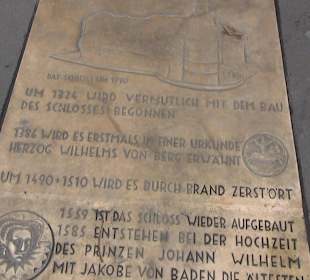 DAS SCHLOSS UM
UM 1324 WIRD VERMUTLICH MIT DEM BAU
DES SCHLOSSES BEGONNEN
1386 WIRD ES ERSTMALS IN EINER URKUNDE
HERZOG WILHELMS VON BERG ERWÄHNT
UM 1490+1510 WIRD ES DURCH BRAND ZERSTÖRT
1559 IST DAS SCHLOSS WIEDER AUFGEBAUT
1585 ENTSTEHEN BEI DER HOCHZEIT
DES PRINZEN JOHANN WILHELM
MIT JAKOBE VON BADEN DIE ÄLTESTEN